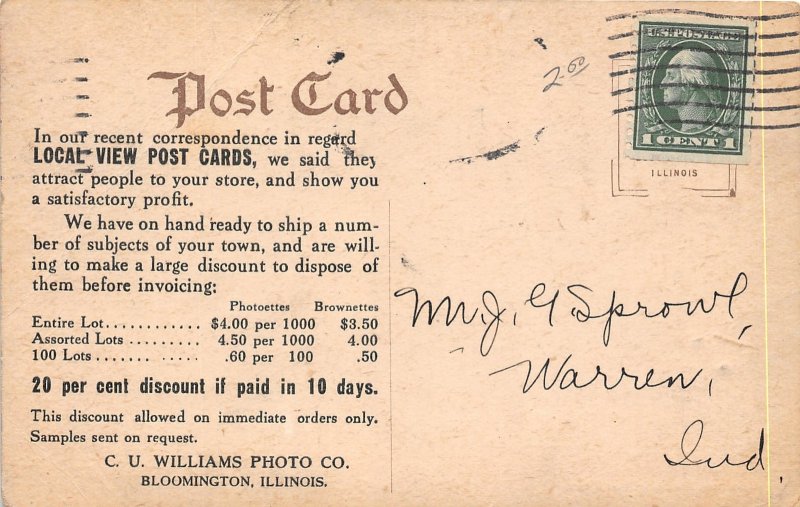 Post Card
In our recent correspondence in regard
LOCAL VIEW POST CARDS, we said they
attract people to your store, and show you
a satisfactory profit.
We have on hand ready to ship a num-
ber of subjects of your town, and are will-
ing to make a large discount to dispose of
them before invoicing:
Photoettes Brownettes
Entire Lot............ $4.00 per 1000 $3.50
Assorted Lots ......... 4.50 per 1000 4.00
100 Lots ....... ..... .60 per 100 .50
20 per cent discount if paid in 10 days.
This discount allowed on immediate orders only.
Samples sent on request.
C. U. WILLIAMS PHOTO CO.
BLOOMINGTON, ILLINOIS.
2.00
U.S. POSTAGE
1 CENT 1
ILLINOIS
Mr. J. G. Sprowl,
Warren,
Ind.